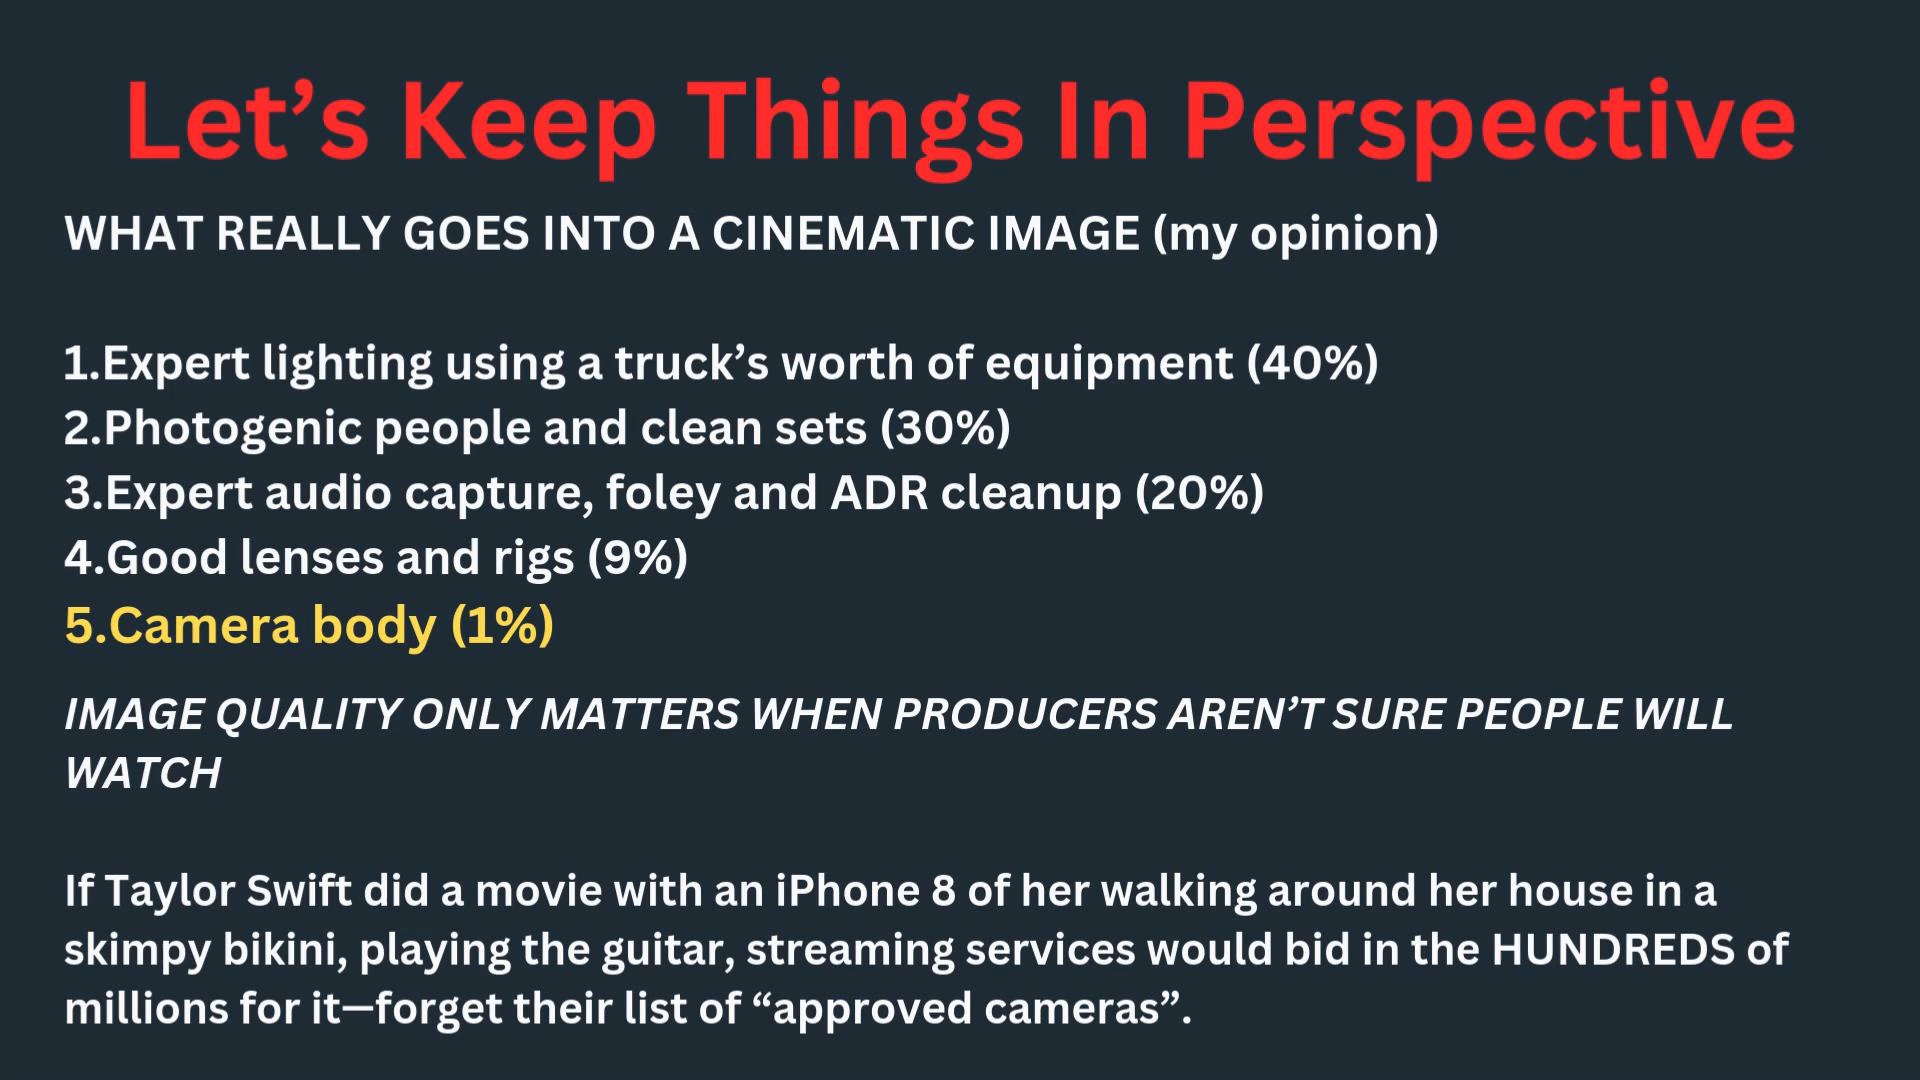 Let’s Keep Things In Perspective
WHAT REALLY GOES INTO A CINEMATIC IMAGE (my opinion)
1.Expert lighting using a truck’s worth of equipment (40%)
2.Photogenic people and clean sets (30%)
3.Expert audio capture, foley and ADR cleanup (20%)
4.Good lenses and rigs (9%)
5.Camera body (1%)
IMAGE QUALITY ONLY MATTERS WHEN PRODUCERS AREN’T SURE PEOPLE WILL
WATCH
If Taylor Swift did a movie with an iPhone 8 of her walking around her house in a
skimpy bikini, playing the guitar, streaming services would bid in the HUNDREDS of
millions for it—forget their list of “approved cameras”.